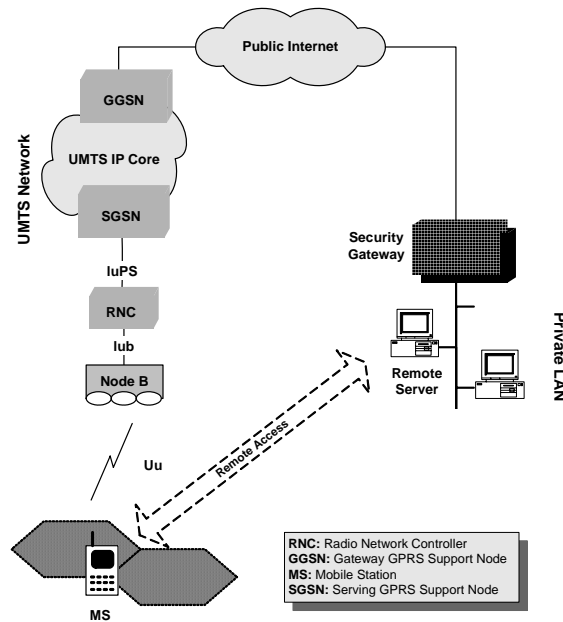 Public Internet
GGSN
UMTS IP Core
UMTS Network
SGSN
Security
Gateway
IuPS
RNC
Private LAN
Iub
Remote
Server
Node B
Remote Access
Uu
RNC: Radio Network Controller
GGSN: Gateway GPRS Support Node
MS: Mobile Station
SGSN: Serving GPRS Support Node
MS